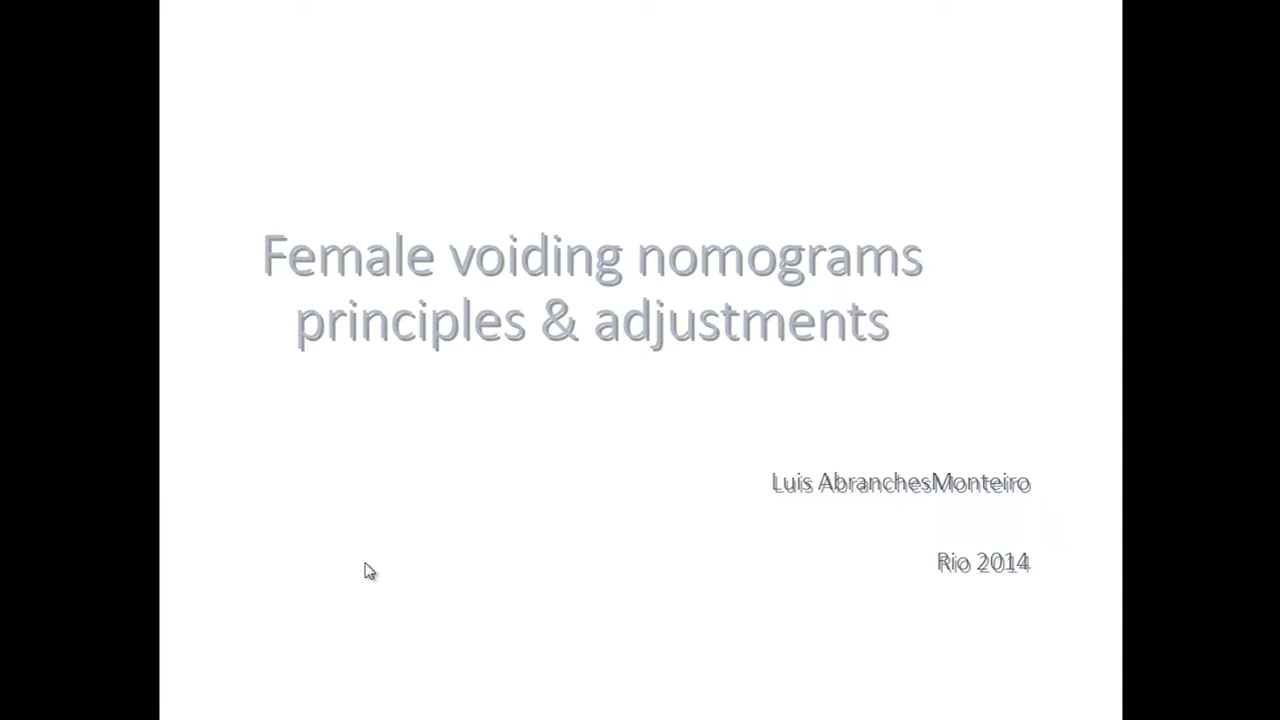 Female voiding nomograms
principles & adjustments
Luis AbranchesMonteiro
Rio 2014